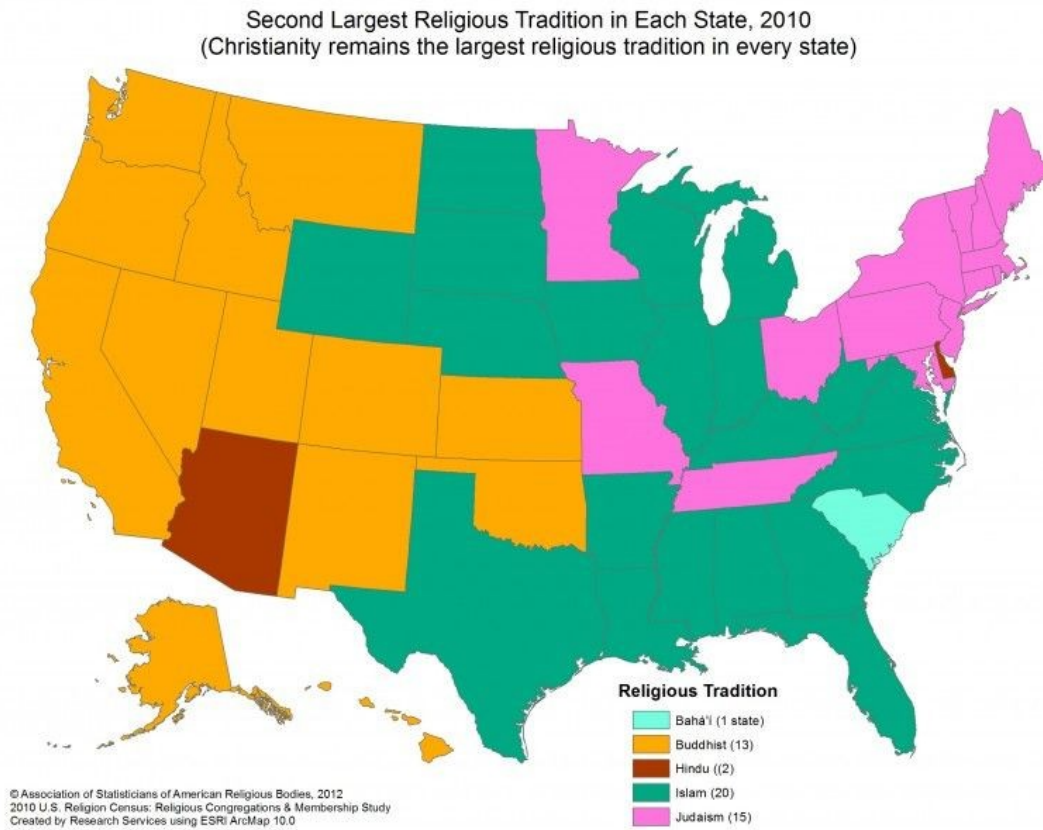 Second Largest Religious Tradition in Each State, 2010
(Christianity remains the largest religious tradition in every state)
Religious Tradition
Bahá'í (1 state)
Buddhist (13)
Hindu ((2)
Islam (20)
Judaism (15)
© Association of Statisticians of American Religious Bodies, 2012
2010 U.S. Religion Census: Religious Congregations & Membership Study
Created by Research Services using ESRI ArcMap 10.0